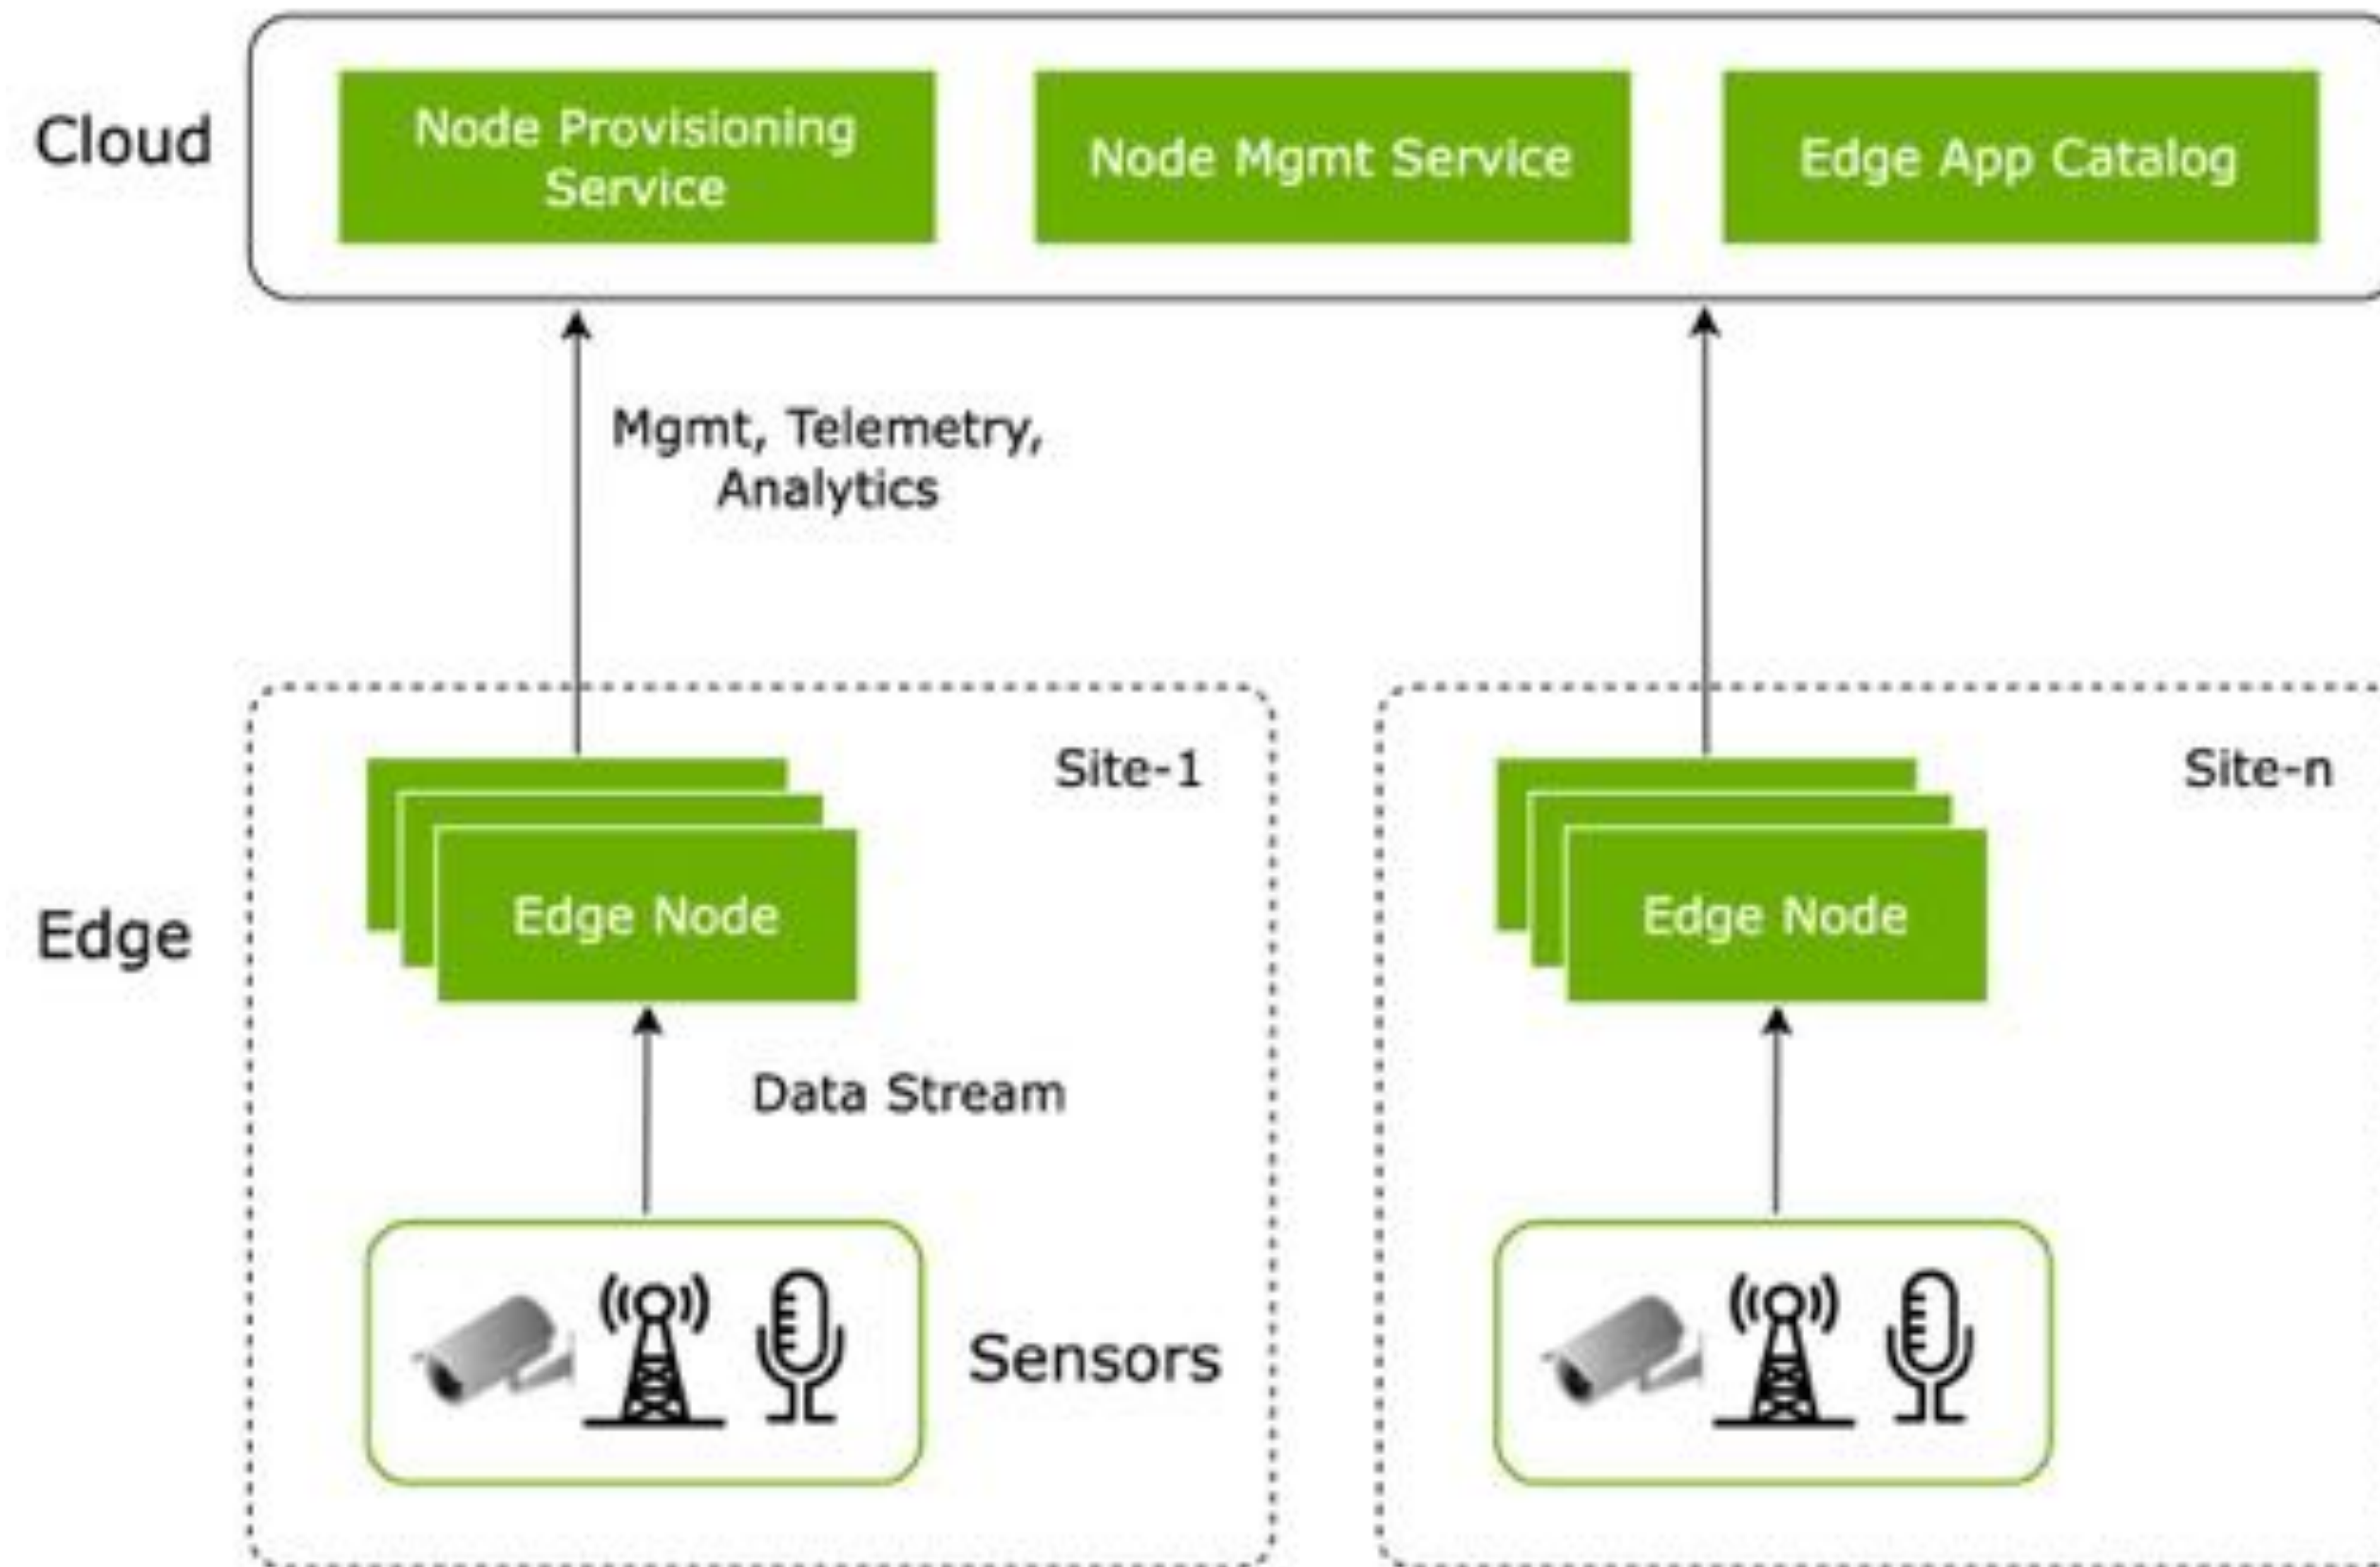 Cloud
Node Provisioning
Service
Node Mgmt Service
Edge App Catalog
Mgmt, Telemetry,
Analytics
Edge
Site-1
Edge Node
Data Stream
Sensors
Site-n
Edge Node